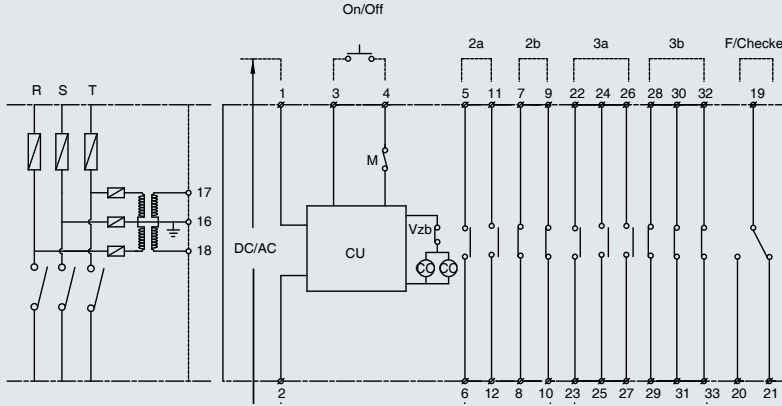 On/Off
2a 2b 3a 3b F/Checke
R S T 1 3 4 5 11 7 9 22 24 26 28 30 32 19
M
17
16
18
DC/AC CU Vzb
CO CO
2 6 12 8 10 23 25 27 29 31 33 20 21